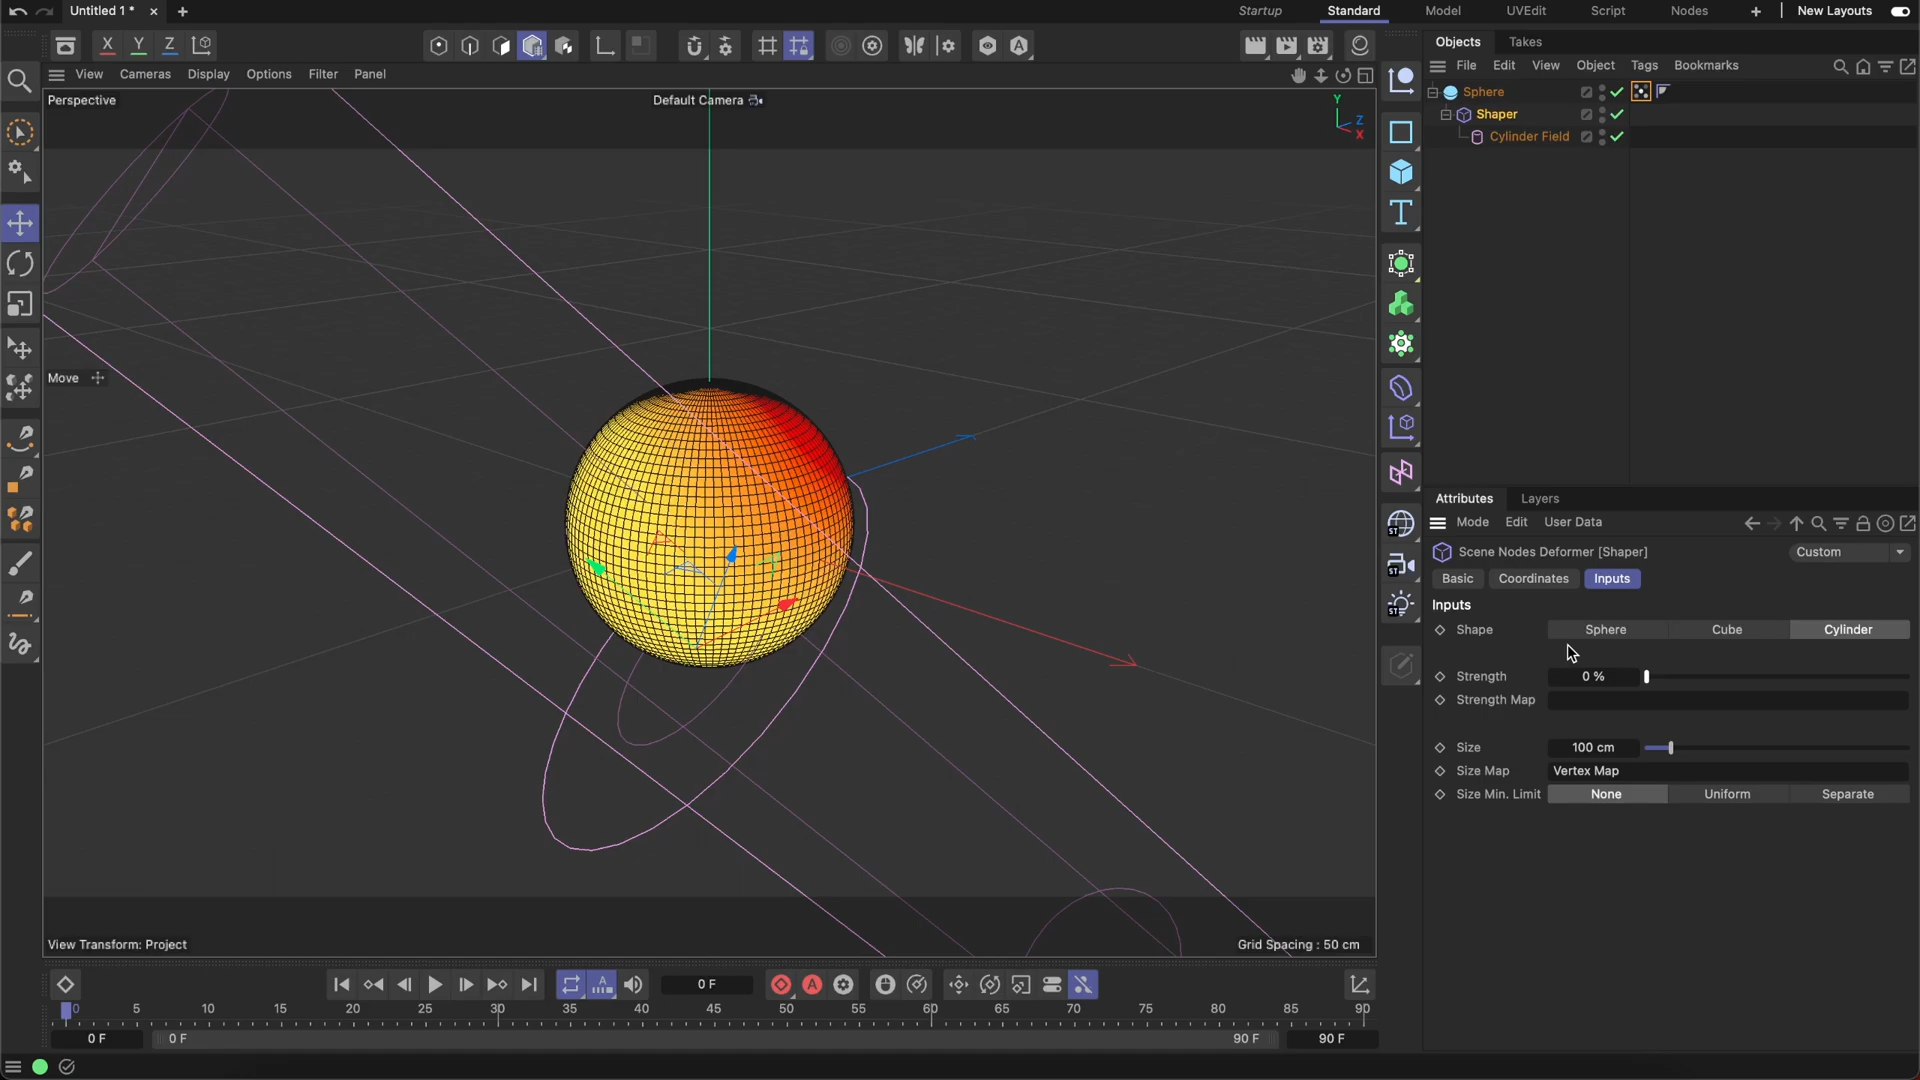 Untitled 1 *
Startup
Standard
Model
UVEdit
Script
Nodes
New Layouts
X Y Z
View Cameras Display Options Filter Panel
Perspective
Default Camera
Y
Z
X
Move
View Transform: Project
Grid Spacing : 50 cm
Objects Takes
File Edit View Object Tags Bookmarks
Sphere
Shaper
Cylinder Field
Attributes Layers
Mode Edit User Data
Scene Nodes Deformer [Shaper]
Custom
Basic Coordinates Inputs
Inputs
Shape Sphere Cube Cylinder
Strength 0 %
Strength Map
Size 100 cm
Size Map Vertex Map
Size Min. Limit None Uniform Separate
ST
ST
ST
0 F
0 5 10 15 20 25 30 35 40 45 50 55 60 65 70 75 80 85 90
0 F 0 F 90 F 90 F